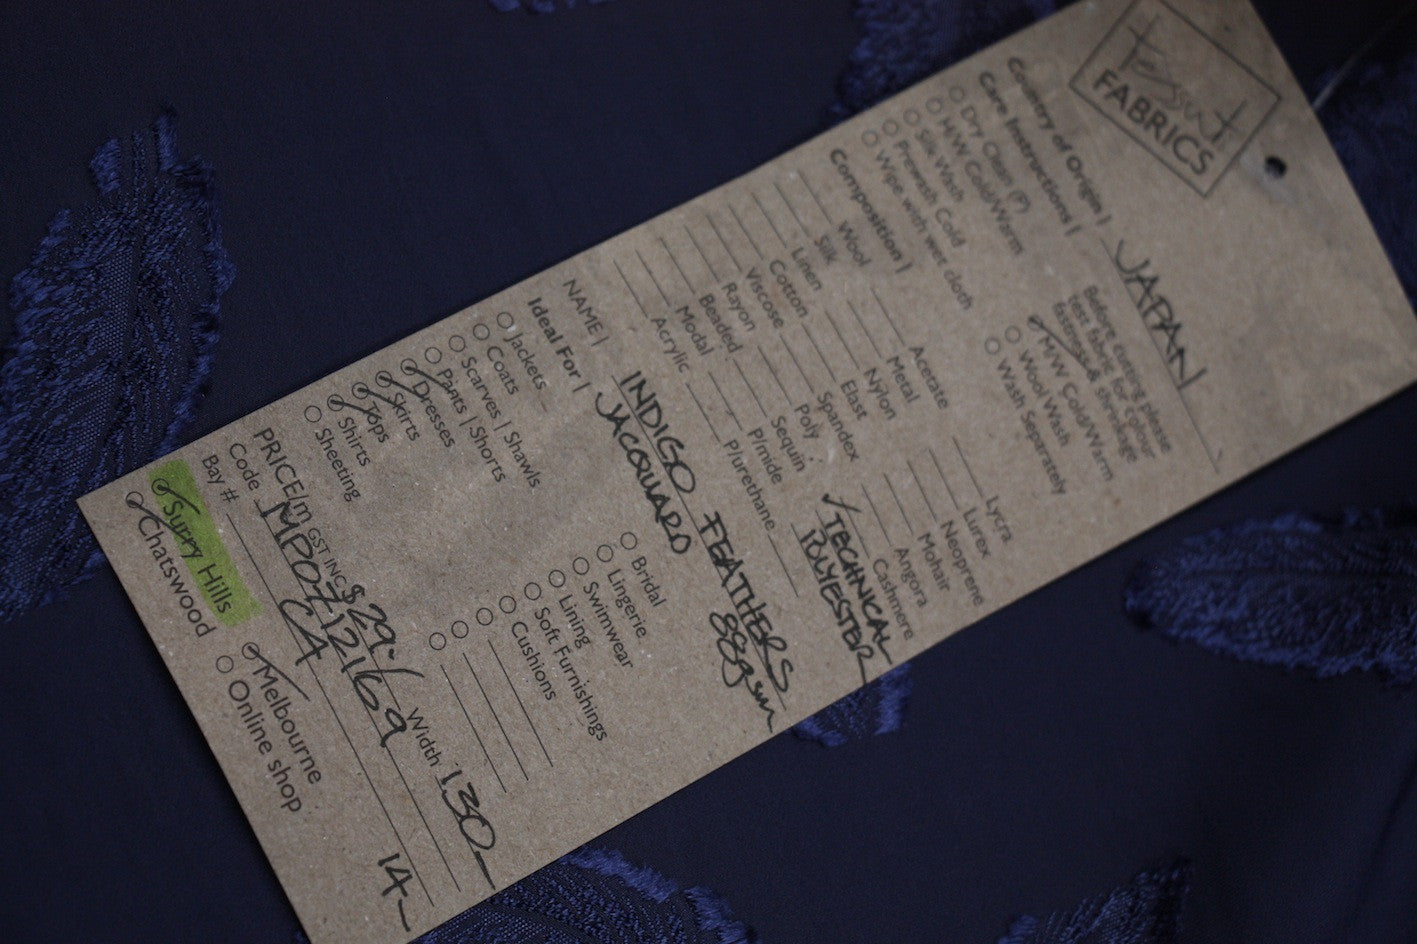 tessuti
FABRICS
Country of Origin | JAPAN
Care Instructions |
Before cutting please
test fabric for colour
fastness & shrinkage
Dry Clean (P)
H/W Cold/Warm
Silk Wash
Prewash Cold
Wipe with wet cloth
M/W Cold/Warm
Wool Wash
Wash Separately
Composition |
Wool
Silk
Linen
Cotton
Viscose
Rayon
Beaded
Modal
Acrylic
Acetate
Metal
Nylon
Elast
Spandex
Poly
Sequin
P/mide
P/urethane
Lycra
Lurex
Neoprene
Mohair
Angora
Cashmere
TECHNICAL
POLYESTER
NAME | INDIGO FEATHERS
JACQUARD 88gsm
Ideal For |
Jackets
Coats
Scarves | Shawls
Pants | Shorts
Dresses
Skirts
Tops
Shirts
Sheeting
Bridal
Lingerie
Swimwear
Lining
Soft Furnishings
Cushions
PRICE/m GST INC $29.- Width 130
Code MP071216a
Bay # CA 14
Surry Hills
Chatswood
Melbourne
Online shop